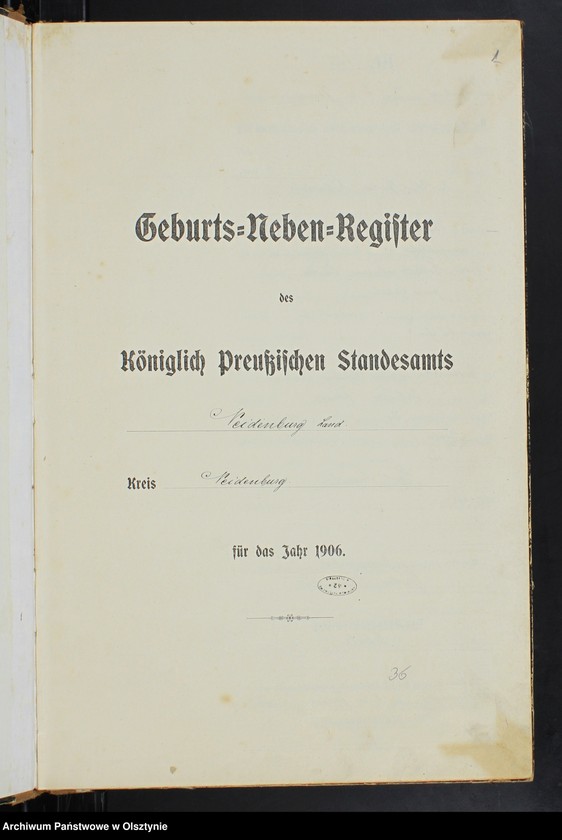 1
Geburts=Neben=Register
des
Königlich Preußischen Standesamts
Neidenburg Land
Kreis Neidenburg
für das Jahr 1906.
36
Archiwum Państwowe w Olsztynie